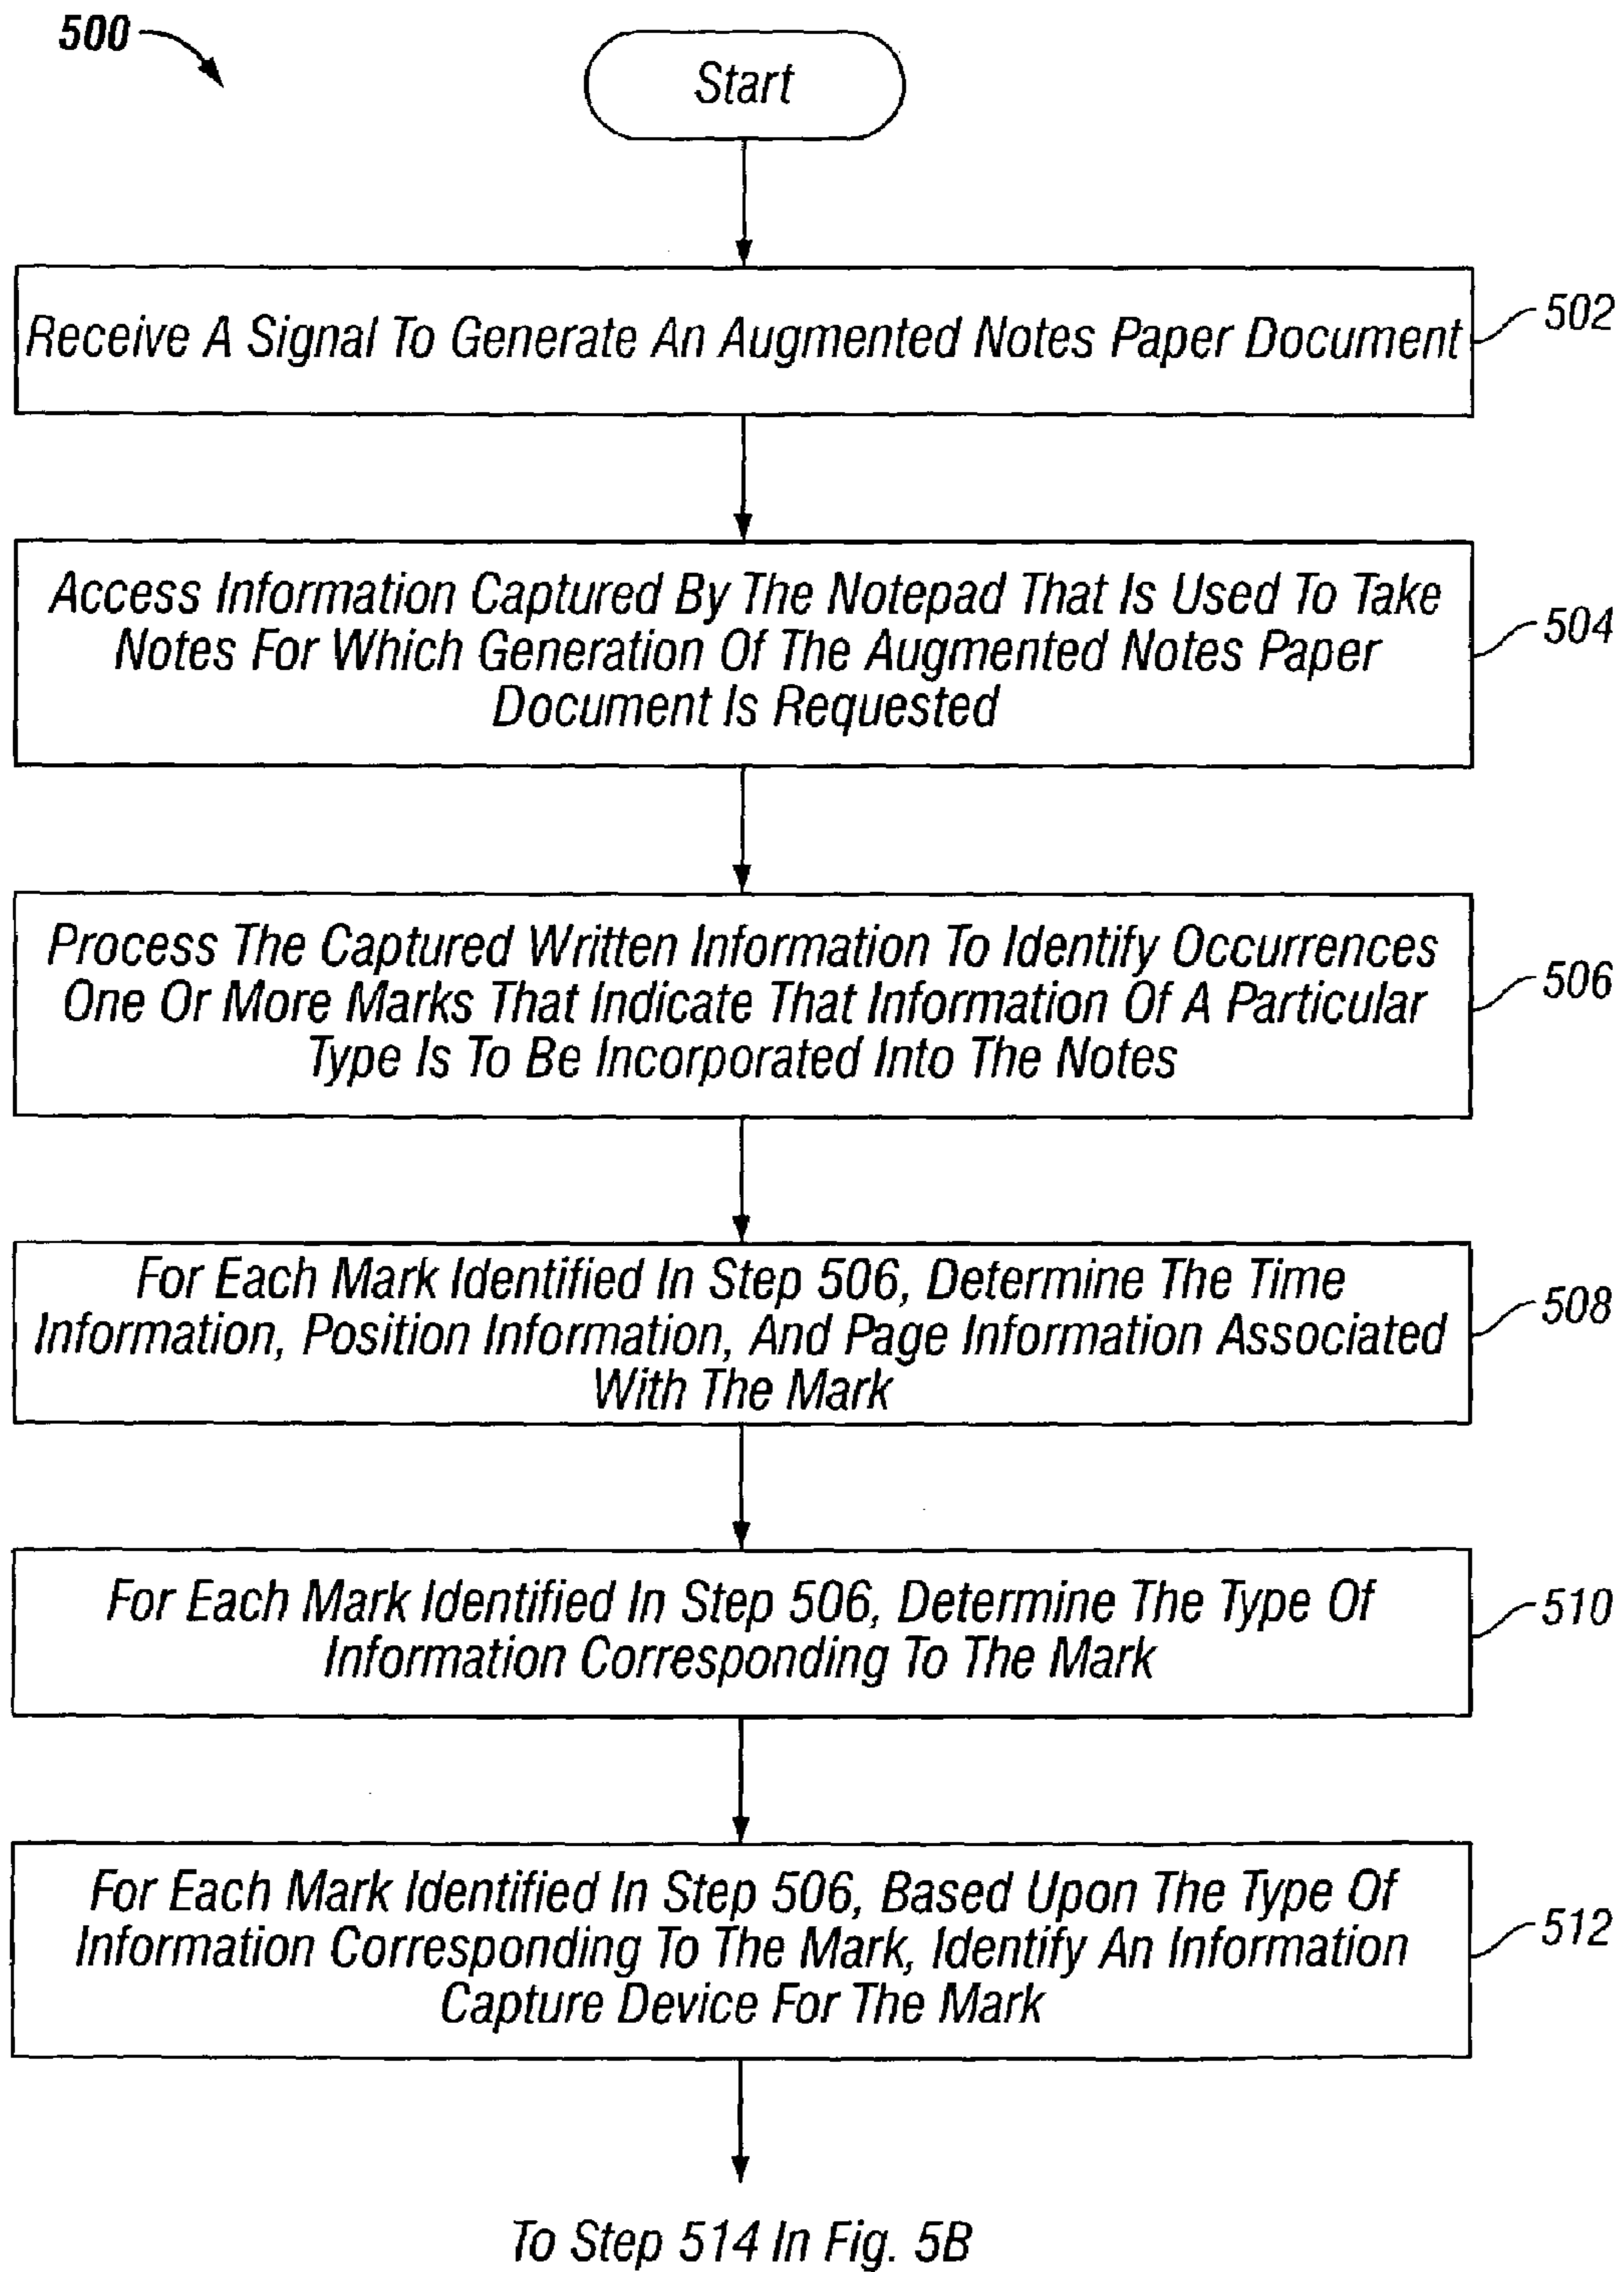 500
Start
Receive A Signal To Generate An Augmented Notes Paper Document
502
Access Information Captured By The Notepad That Is Used To Take
Notes For Which Generation Of The Augmented Notes Paper
Document Is Requested
504
Process The Captured Written Information To Identify Occurrences
One Or More Marks That Indicate That Information Of A Particular
Type Is To Be Incorporated Into The Notes
506
For Each Mark Identified In Step 506, Determine The Time
Information, Position Information, And Page Information Associated
With The Mark
508
For Each Mark Identified In Step 506, Determine The Type Of
Information Corresponding To The Mark
510
For Each Mark Identified In Step 506, Based Upon The Type Of
Information Corresponding To The Mark, Identify An Information
Capture Device For The Mark
512
To Step 514 In Fig. 5B